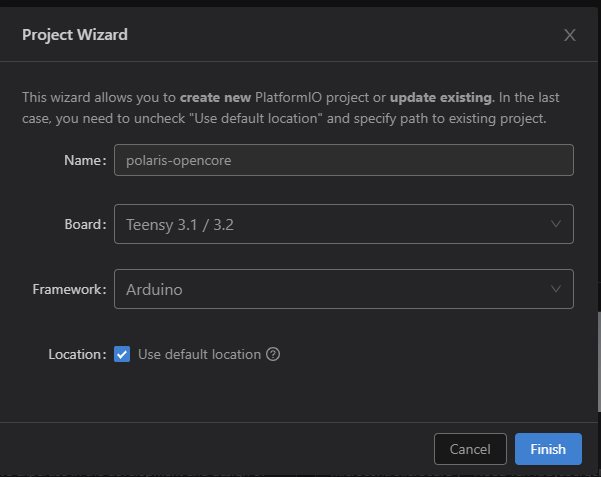 Project Wizard
This wizard allows you to create new PlatformIO project or update existing. In the last
case, you need to uncheck "Use default location" and specify path to existing project.
Name: polaris-opencore
Board: Teensy 3.1 / 3.2
Framework: Arduino
Location: Use default location
Cancel Finish